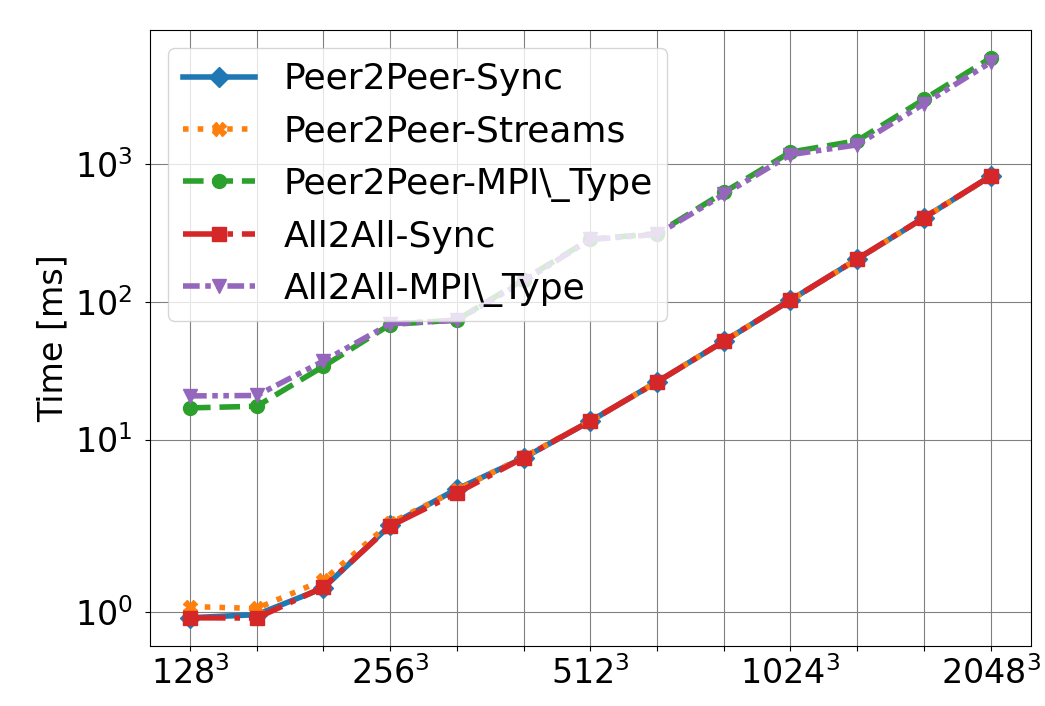 Peer2Peer-Sync
Peer2Peer-Streams
Peer2Peer-MPI\_Type
All2All-Sync
All2All-MPI\_Type
Time [ms]
10³
10²
10¹
10⁰
128³ 256³ 512³ 1024³ 2048³